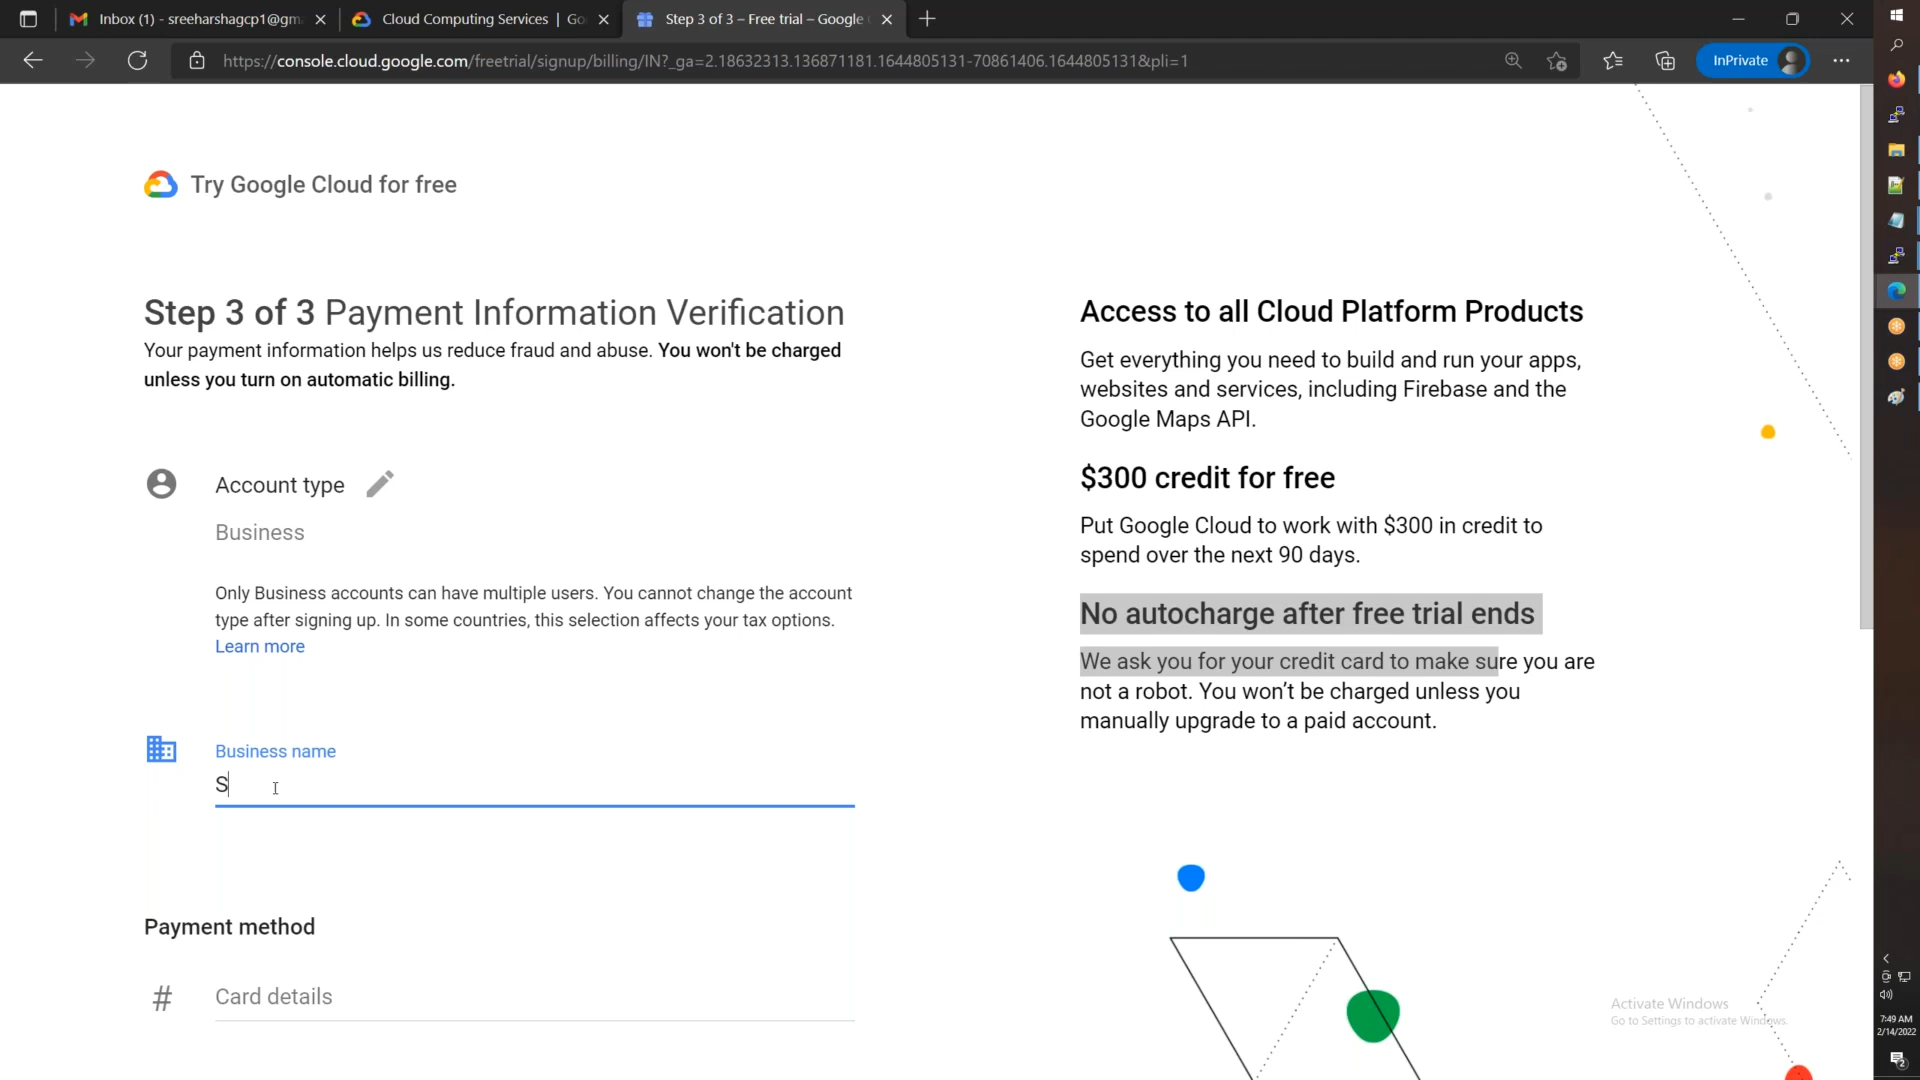 Inbox (1) - sreeharshagcp1@gm
Cloud Computing Services | Go
Step 3 of 3 – Free trial – Google
https://console.cloud.google.com/freetrial/signup/billing/IN?_ga=2.18632313.136871181.1644805131-70861406.1644805131&pli=1
InPrivate
Try Google Cloud for free
Step 3 of 3 Payment Information Verification
Your payment information helps us reduce fraud and abuse. You won't be charged
unless you turn on automatic billing.
Account type
Business
Only Business accounts can have multiple users. You cannot change the account
type after signing up. In some countries, this selection affects your tax options.
Learn more
Business name
S
Payment method
# Card details
Access to all Cloud Platform Products
Get everything you need to build and run your apps,
websites and services, including Firebase and the
Google Maps API.
$300 credit for free
Put Google Cloud to work with $300 in credit to
spend over the next 90 days.
No autocharge after free trial ends
We ask you for your credit card to make sure you are
not a robot. You won’t be charged unless you
manually upgrade to a paid account.
Activate Windows
Go to Settings to activate Windows.
7:49 AM
2/14/2022
2